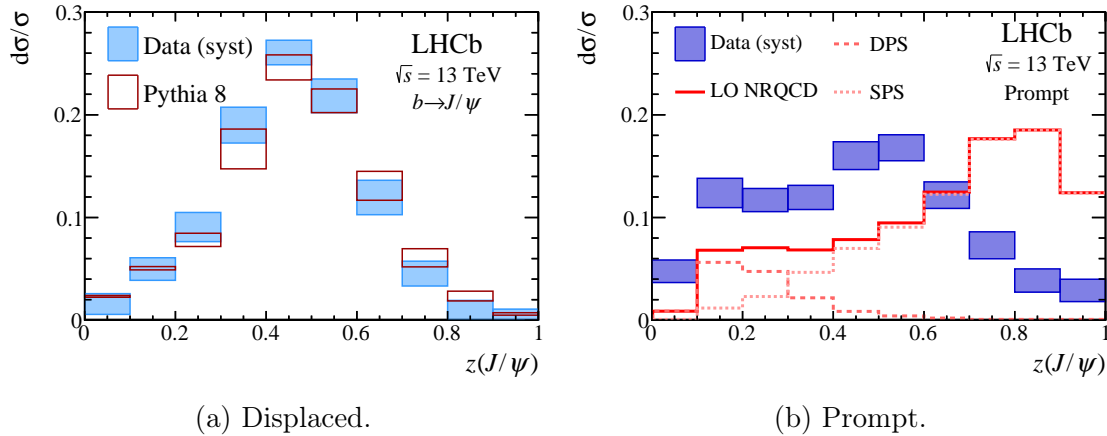 dσ/σ
0.3
0.2
0.1
0
Data (syst)
Pythia 8
LHCb
√s = 13 TeV
b→J/ψ
0 0.2 0.4 0.6 0.8 1
z(J/ψ)
(a) Displaced.
dσ/σ
0.3
0.2
0.1
0
Data (syst)
DPS
LO NRQCD
SPS
LHCb
√s = 13 TeV
Prompt
0 0.2 0.4 0.6 0.8 1
z(J/ψ)
(b) Prompt.